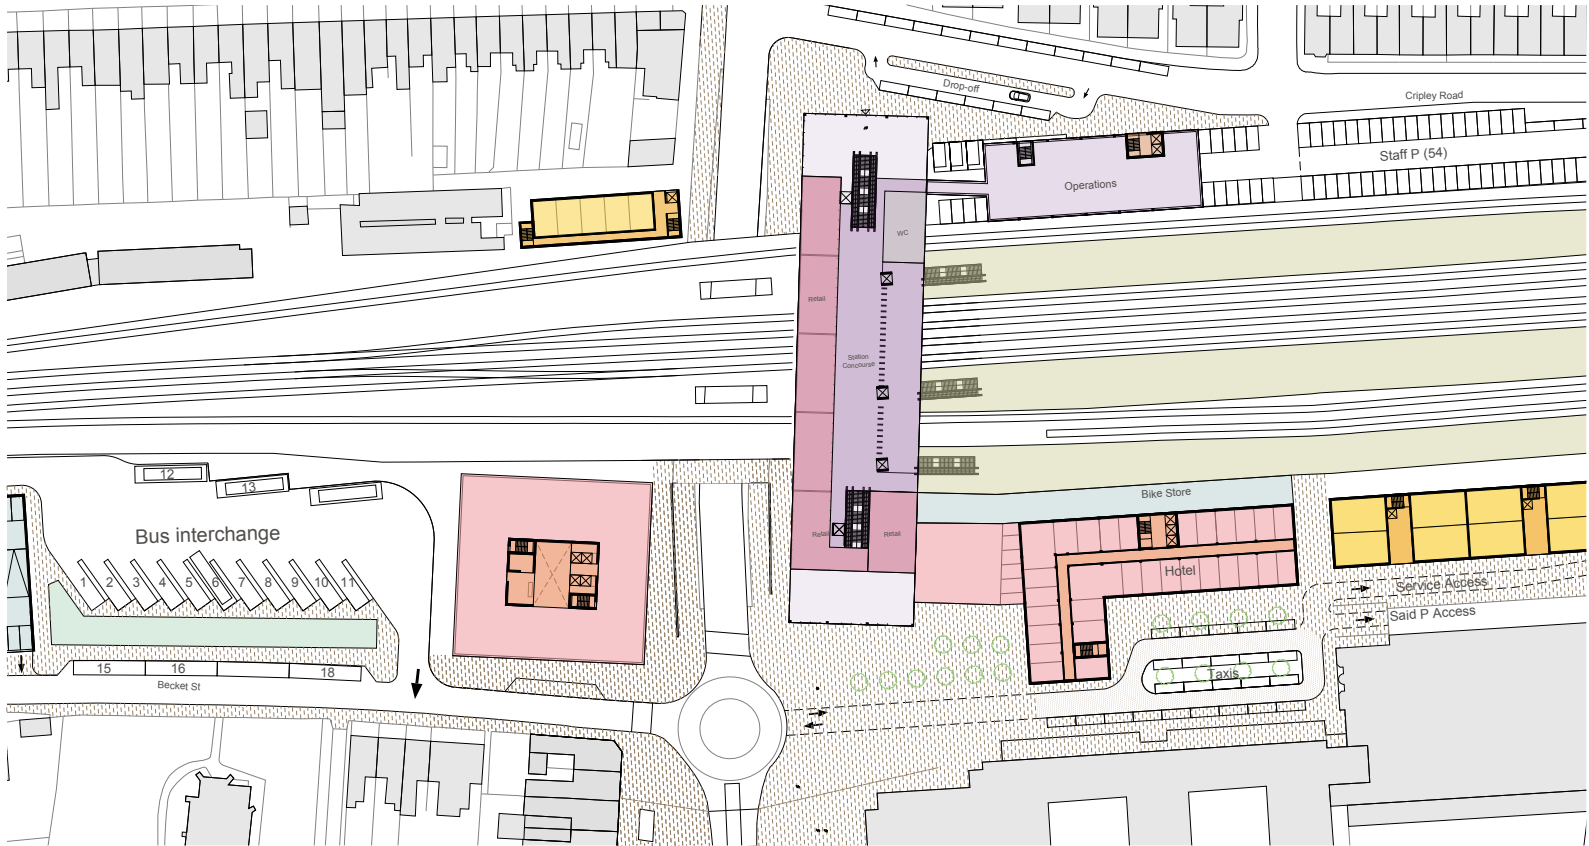 Drop-off
Cripley Road
Staff P (54)
Operations
WC
Retail
Station
Concourse
12
13
Bike Store
Bus interchange
Retail
Retail
Hotel
1 2 3 4 5 6 7 8 9 10 11
Service Access
Said P Access
15 16 18
Taxis
Becket St